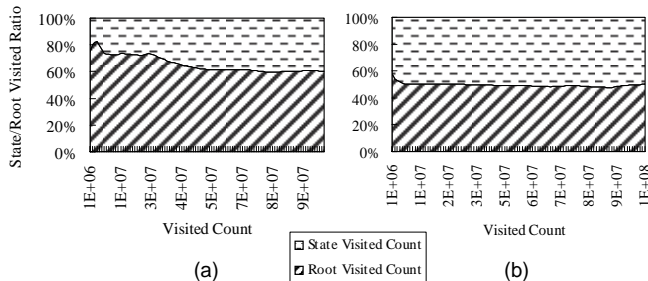 State/Root Visited Ratio
100%
80%
60%
40%
20%
0%
1E+06
1E+07
3E+07
4E+07
5E+07
7E+07
8E+07
9E+07
Visited Count
(a)
100%
80%
60%
40%
20%
0%
1E+06
1E+07
2E+07
3E+07
5E+07
6E+07
7E+07
8E+07
9E+07
1E+08
Visited Count
(b)
State Visited Count
Root Visited Count